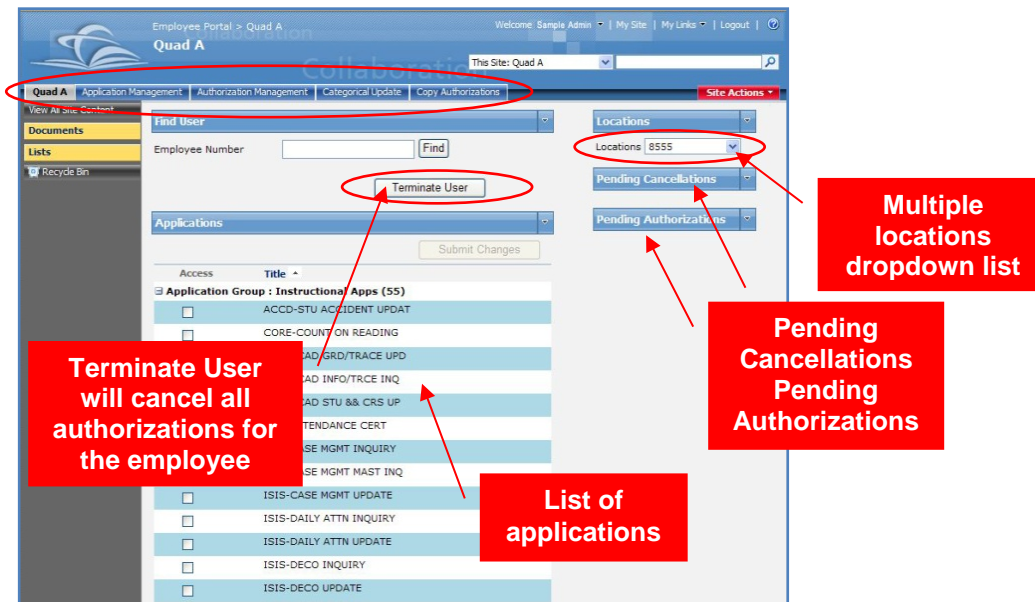 Employee Portal > Quad A
Welcome Sample Admin | My Site | My Links | Logout |
Quad A
Collaboration
Collaboration
This Site: Quad A
Quad A Application Management Authorization Management Categorical Update Copy Authorizations
Site Actions
View All Site Content
Documents
Lists
Recycle Bin
Find User
Employee Number
Find
Terminate User
Locations
Locations 8555
Pending Cancellations
Pending Authorizations
Applications
Submit Changes
Access Title
Application Group : Instructional Apps (55)
ACCD-STU ACCIDENT UPDAT
CORE-COUNT ON READING
GRD/TRACE UPD
INFO/TRCE INQ
STU && CRS UP
CERT
MGMT INQUIRY
MGMT MAST INQ
ISIS-CASE MGMT UPDATE
ISIS-DAILY ATTN INQUIRY
ISIS-DAILY ATTN UPDATE
ISIS-DECO INQUIRY
ISIS-DECO UPDATE
Multiple
locations
dropdown list
Pending
Cancellations
Pending
Authorizations
Terminate User
will cancel all
authorizations for
the employee
List of
applications